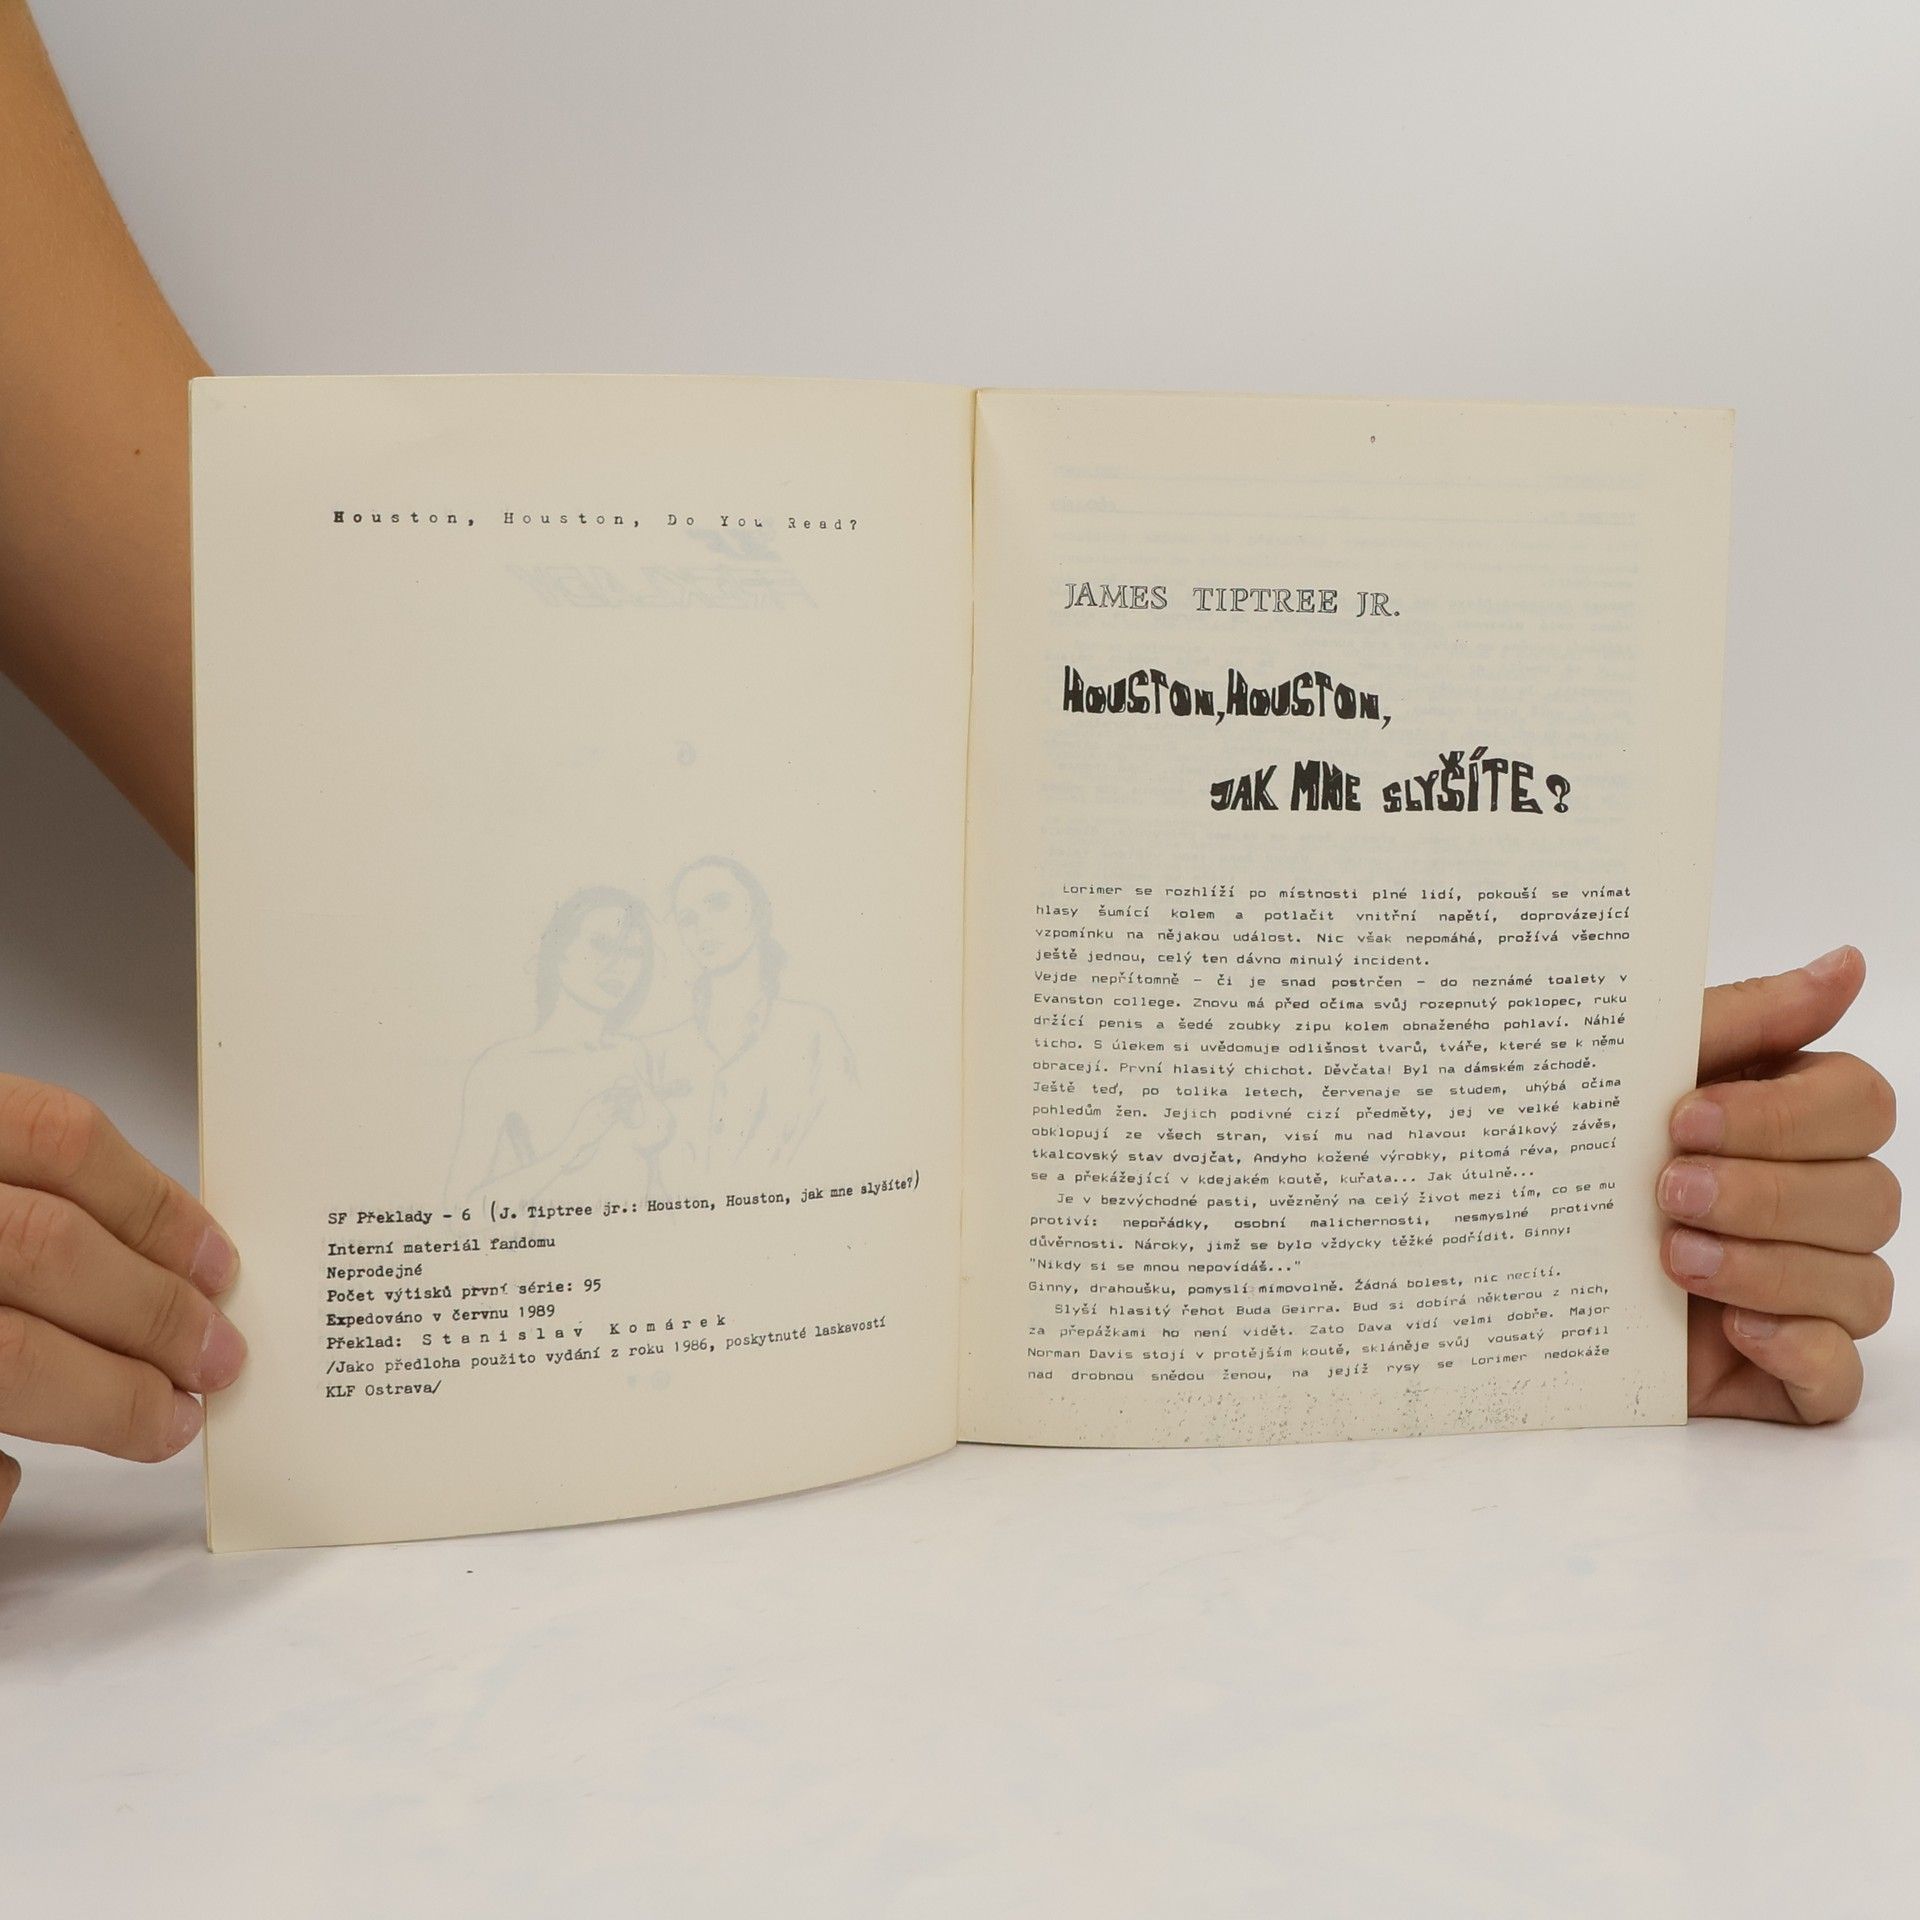 Houston, Houston, Do You Read?
SF Překlady - 6 (J. Tiptree jr.: Houston, Houston, jak mne slyšíte?)
Interní materiál fandomu
Neprodejné
Počet výtisků první série: 95
Expedováno v červnu 1989
Překlad: Stanislav Komárek
/Jako předloha použito vydání z roku 1986, poskytnuté laskavostí
KLF Ostrava/
JAMES TIPTREE JR.
HOUSTON, HOUSTON,
JAK MNE SLYŠÍTE?
Lorimer se rozhlíží po místnosti plné lidí, pokouší se vnímat
hlasy šumící kolem a potlačit vnitřní napětí, doprovázející
vzpomínku na nějakou událost. Nic však nepomáhá, prožívá všechno
ještě jednou, celý ten dávno minulý incident.
Vejde nepřítomně - či je snad postrčen - do neznámé toalety v
Evanston college. Znovu má před očima svůj rozepnutý poklopec, ruku
držící penis a šedé zoubky zipu kolem obnaženého pohlaví. Náhlé
ticho. S úlekem si uvědomuje odlišnost tvarů, tváře, které se k němu
obracejí. První hlasitý chichot. Děvčata! Byl na dámském záchodě.
Ještě teď, po tolika letech, červenaje se studem, uhýbá očima
pohledům žen. Jejich podivné cizí předměty, jej ve velké kabině
obklopují ze všech stran, visí mu nad hlavou: korálkový závěs,
tkalcovský stav dvojčat, Andyho kožené výrobky, pitomá réva, pnoucí
se a překážející v kdejakém koutě, kuřata... Jak útulně...
Je v bezvýchodné pasti, uvězněný na celý život mezi tím, co se mu
protiví: nepořádky, osobní malichernosti, nesmyslné protivné
důvěrnosti. Nároky, jimž se bylo vždycky těžké podřídit. Ginny:
"Nikdy si se mnou nepovídáš..."
Ginny, drahoušku, pomyslí mimovolně. Žádná bolest, nic necítí.
Slyší hlasitý řehot Buda Geirra. Bud si dobírá některou z nich,
za přepážkami ho není vidět. Zato Dava vidí velmi dobře. Major
Norman Davis stojí v protějším koutě, skláněje svůj vousatý profil
nad drobnou snědou ženou, na jejíž rysy se Lorimer nedokáže